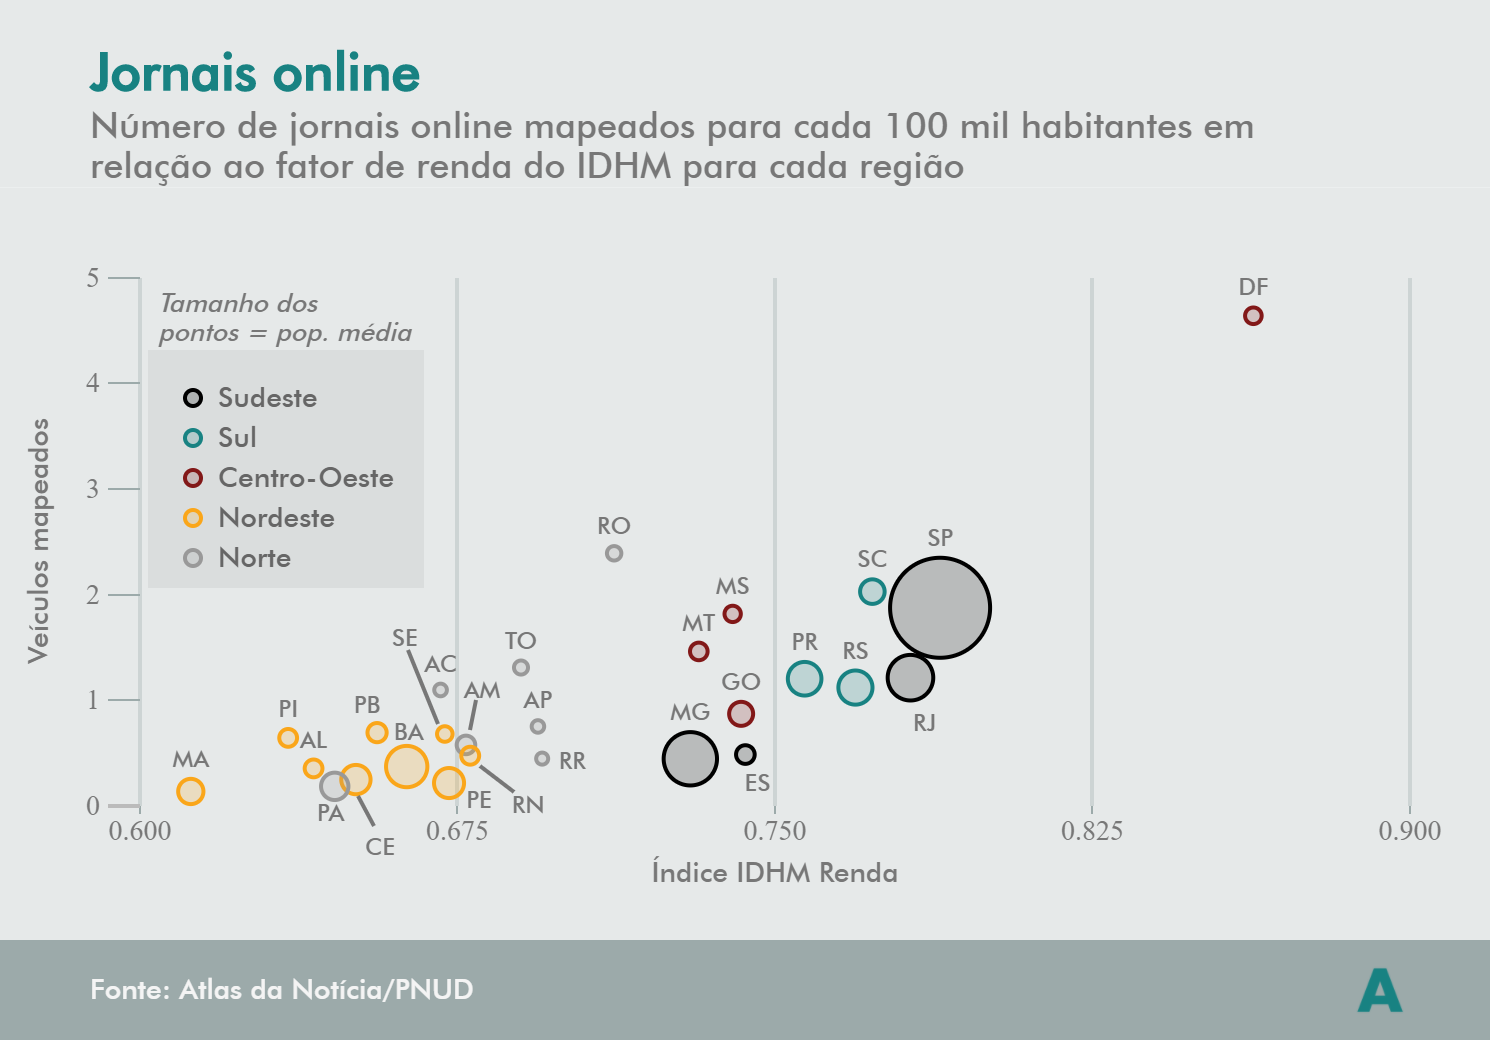 Jornais online
Número de jornais online mapeados para cada 100 mil habitantes em
relação ao fator de renda do IDHM para cada região
Tamanho dos
pontos = pop. média
Sudeste
Sul
Centro-Oeste
Nordeste
Norte
Veículos mapeados
5
4
3
2
1
0
DF
RO
SP
SC
MS
MT
SE
TO
PR
RS
AC
GO
AM
AP
PI
PB
MG
RJ
BA
AL
MA
RR
ES
PE
RN
PA
CE
0.600
0.675
0.750
0.825
0.900
Índice IDHM Renda
Fonte: Atlas da Notícia/PNUD
A